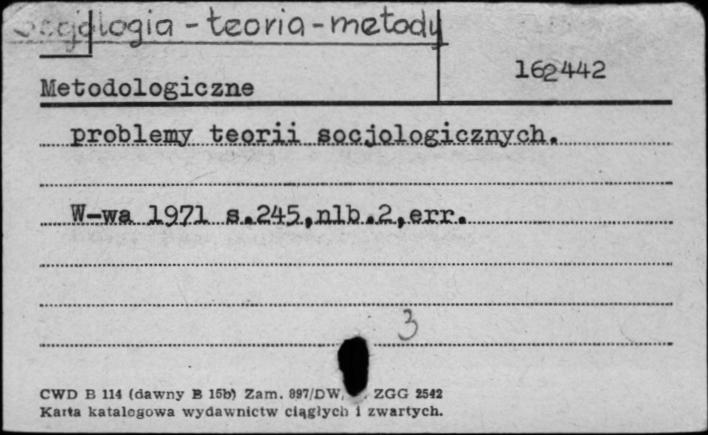 Socjologia - teoria - metody
162442
Metodologiczne
problemy teorii socjologicznych.
W-wa 1971 s.245,nlb.2,err.
3
CWD B 114 (dawny B 15b) Zam. 897/DW, ZGG 2542
Karta katalogowa wydawnictw ciągłych i zwartych.